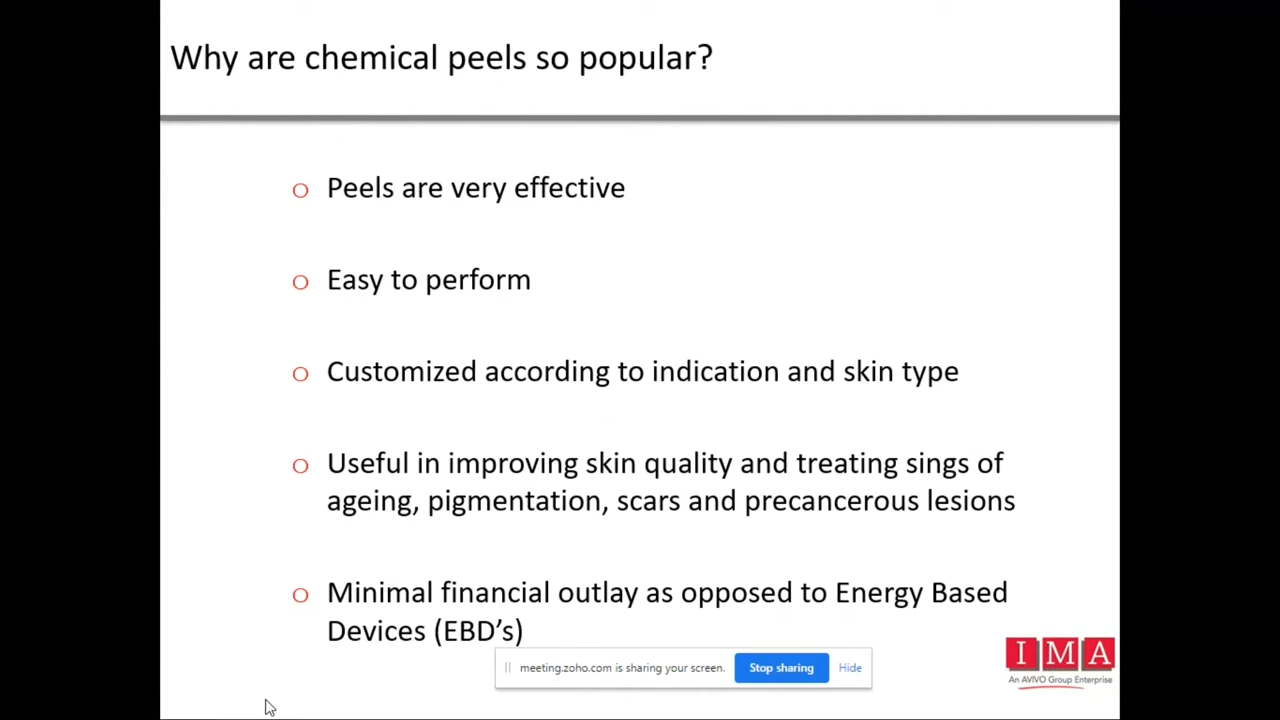 Why are chemical peels so popular?
o Peels are very effective
o Easy to perform
o Customized according to indication and skin type
o Useful in improving skin quality and treating sings of
ageing, pigmentation, scars and precancerous lesions
o Minimal financial outlay as opposed to Energy Based
Devices (EBD’s)
meeting.zoho.com is sharing your screen. Stop sharing Hide
IMA
An AVIVO Group Enterprise